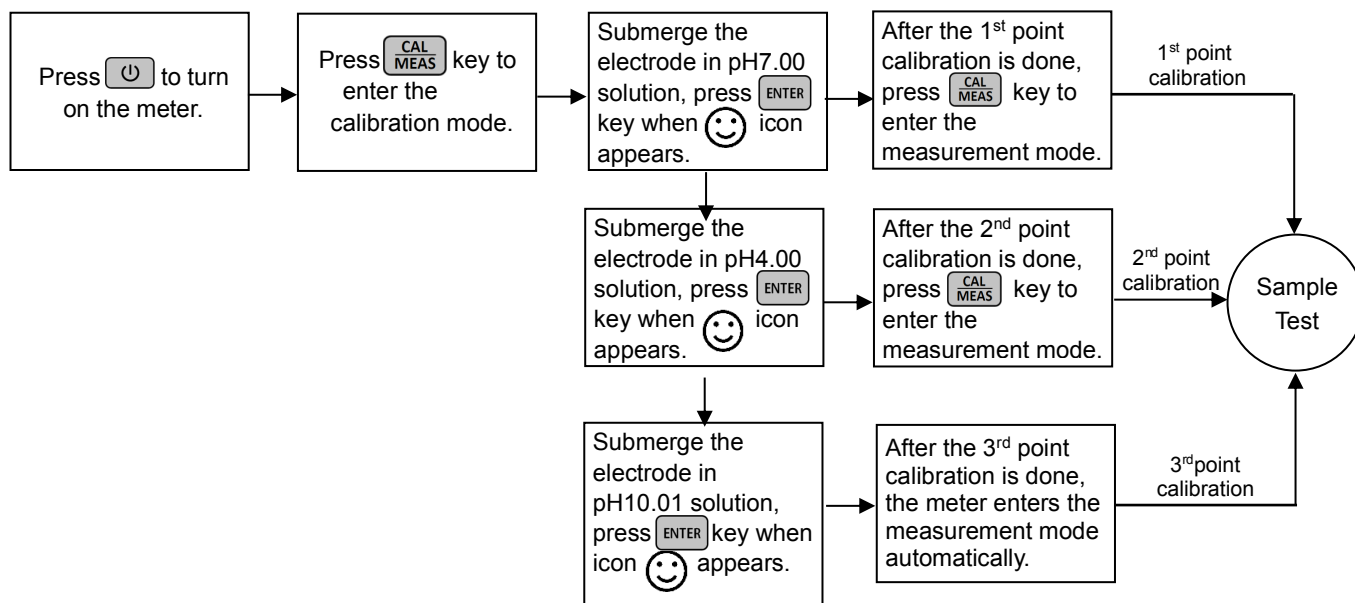 Press to turn
on the meter.
Press CAL MEAS key to
enter the
calibration mode.
Submerge the
electrode in pH7.00
solution, press ENTER
key when icon
appears.
After the 1st point
calibration is done,
press CAL MEAS key to
enter the
measurement mode.
1st point
calibration
Submerge the
electrode in pH4.00
solution, press ENTER
key when icon
appears.
After the 2nd point
calibration is done,
press CAL MEAS key to
enter the
measurement mode.
2nd point
calibration
Sample
Test
Submerge the
electrode in
pH10.01 solution,
press ENTER key when
icon appears.
After the 3rd point
calibration is done,
the meter enters the
measurement mode
automatically.
3rdpoint
calibration